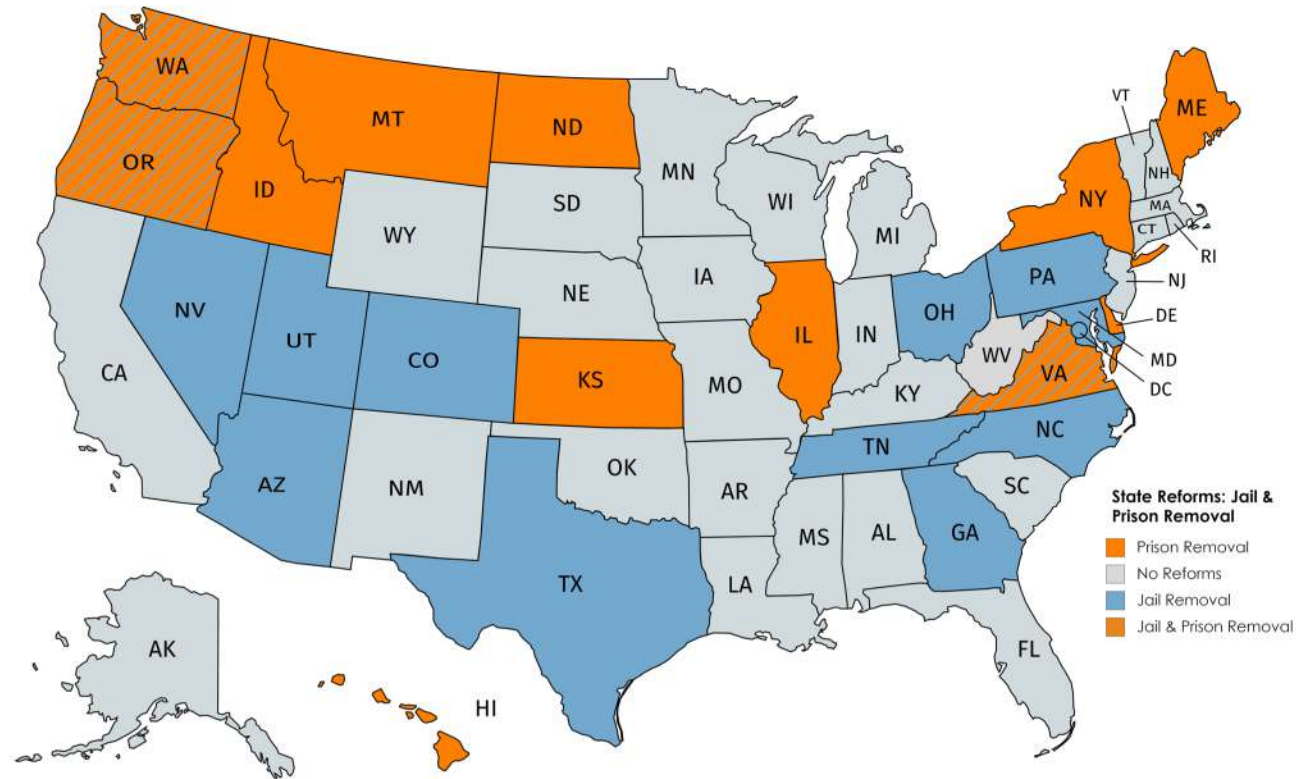 WA
MT
ND
ME
VT
OR
ID
MN
NH
SD
WI
NY
MA
WY
MI
CT
RI
IA
PA
NJ
NE
NV
OH
DE
UT
IL
IN
CO
MD
WV
CA
KS
MO
VA
DC
KY
NC
TN
OK
AZ
NM
AR
SC
MS
AL
GA
State Reforms: Jail &
Prison Removal
Prison Removal
No Reforms
Jail Removal
Jail & Prison Removal
TX
LA
AK
FL
HI